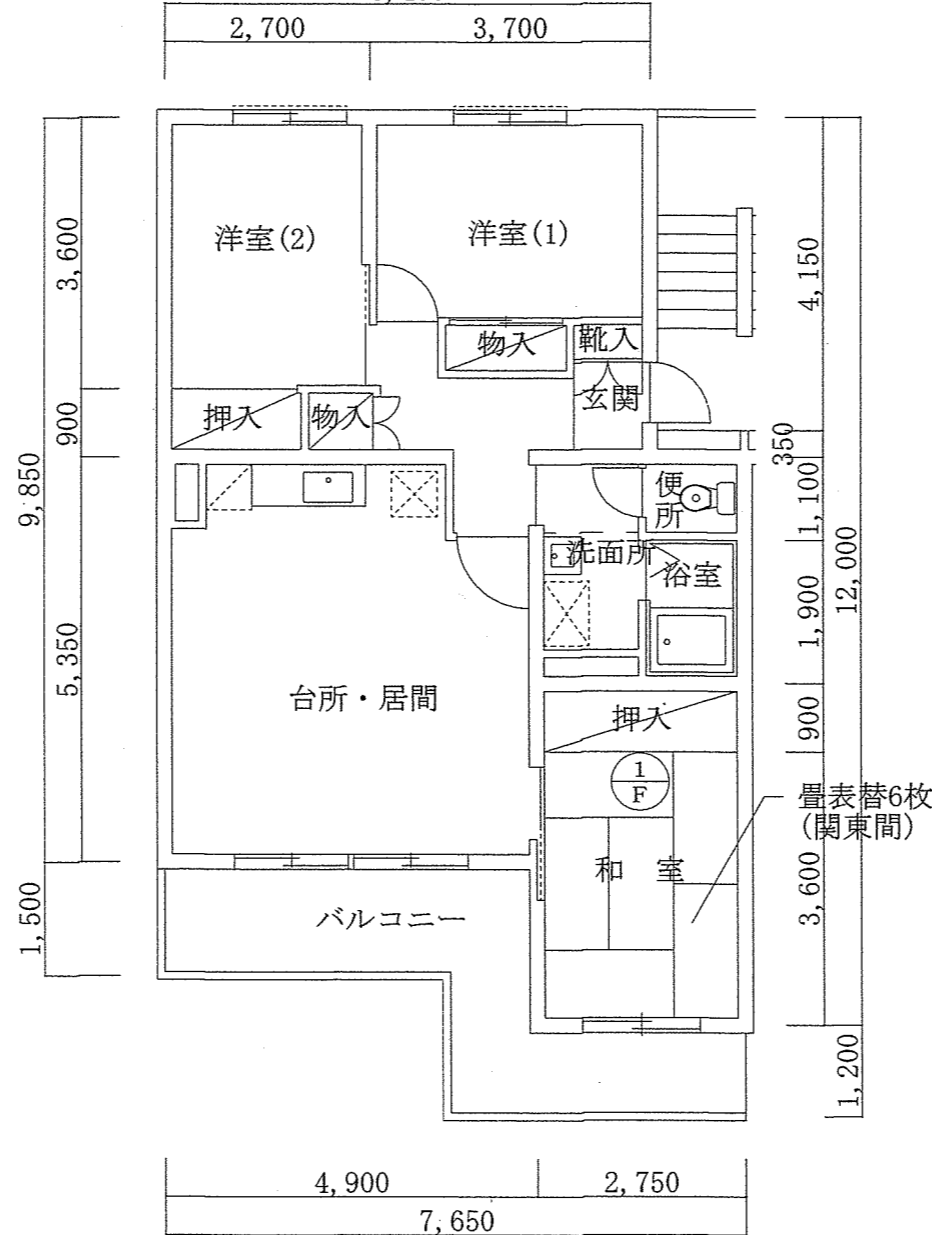 2,700
3,700
洋室(2)
洋室(1)
3,600
4,150
物入
靴入
玄関
押入
物入
900
350
9,850
便所
1,100
洗面所
浴室
1,900
12,000
5,350
台所・居間
押入
900
1
F
畳表替6枚
(関東間)
和 室
3,600
バルコニー
1,500
1,200
4,900
2,750
7,650